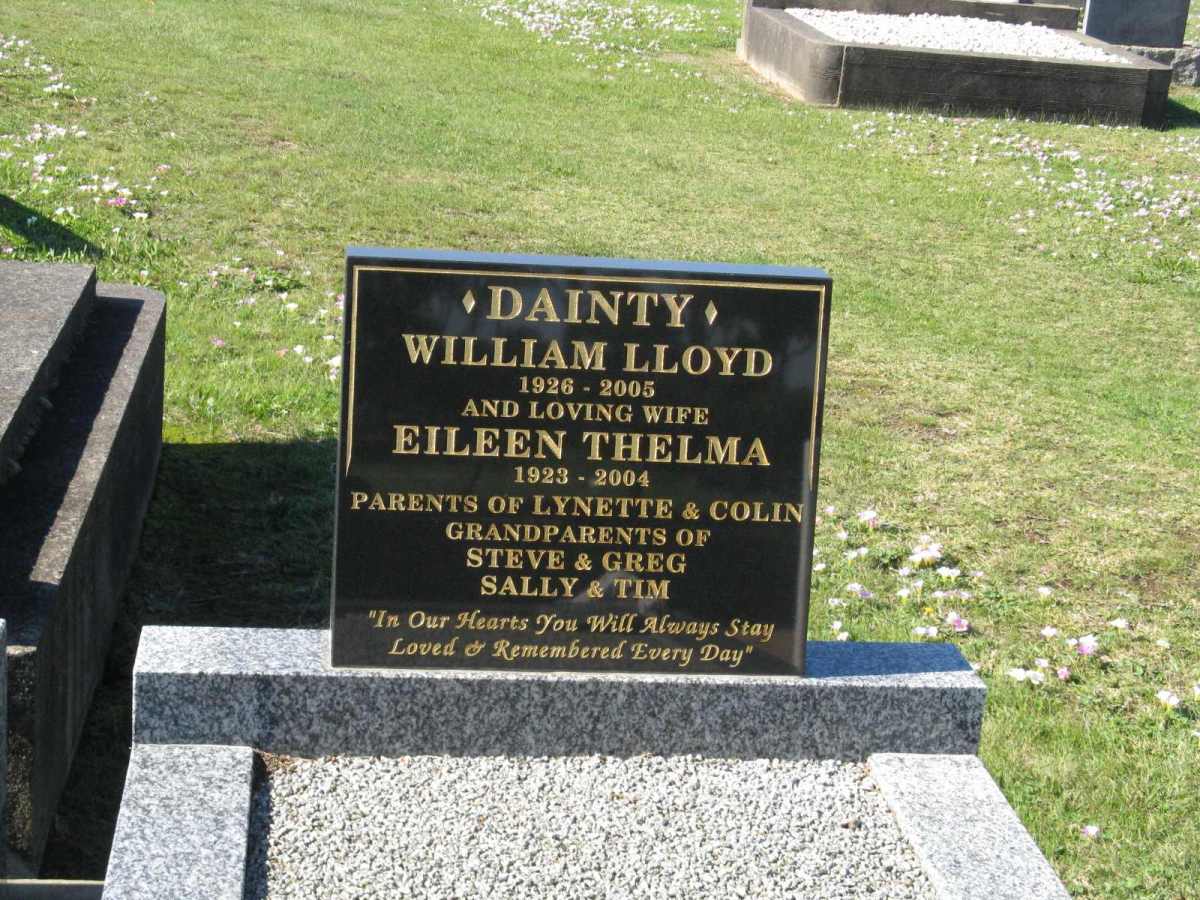 DAINTY
WILLIAM LLOYD
1926 - 2005
AND LOVING WIFE
EILEEN THELMA
1923 - 2004
PARENTS OF LYNETTE & COLIN
GRANDPARENTS OF
STEVE & GREG
SALLY & TIM
"In Our Hearts You Will Always Stay
Loved & Remembered Every Day"